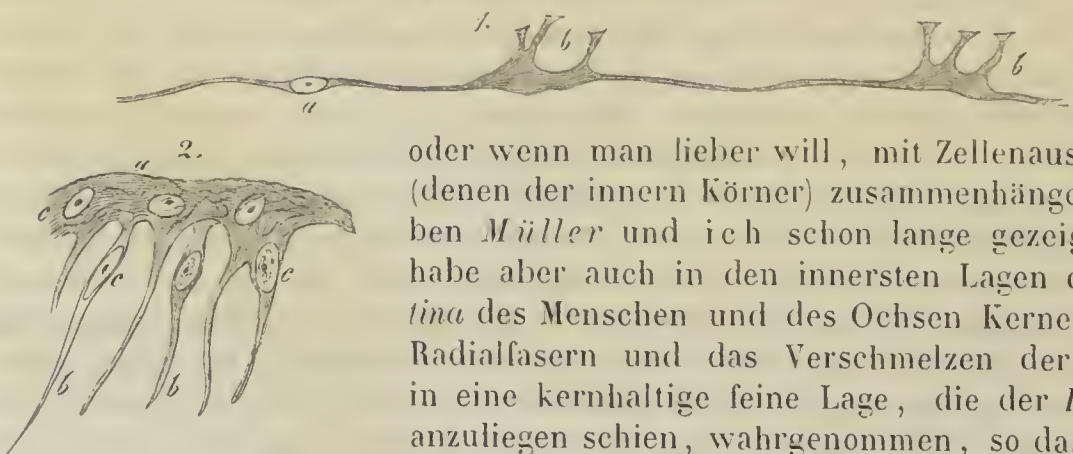 1.
b
b
a
2.
a
c
c
b
b
oder wenn man lieber will, mit Zellenaus
(denen der innern Körner) zusammenhänge
ben Müller und ich schon lange gezeig
habe aber auch in den innersten Lagen
tina des Menschen und des Ochsen Kerne
Radialfasern und das Verschmelzen der
in eine kernhaltige feine Lage, die der
anzuliegen schien, wahrgenommen, so da